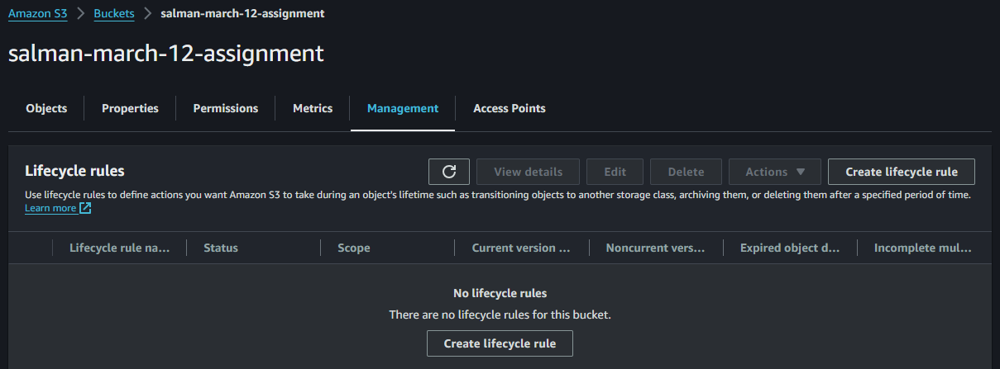 Amazon S3 > Buckets > salman-march-12-assignment
salman-march-12-assignment
Objects Properties Permissions Metrics Management Access Points
Lifecycle rules View details Edit Delete Actions Create lifecycle rule
Use lifecycle rules to define actions you want Amazon S3 to take during an object's lifetime such as transitioning objects to another storage class, archiving them, or deleting them after a specified period of time.
Learn more
Lifecycle rule na... Status Scope Current version ... Noncurrent vers... Expired object d... Incomplete mul...
No lifecycle rules
There are no lifecycle rules for this bucket.
Create lifecycle rule